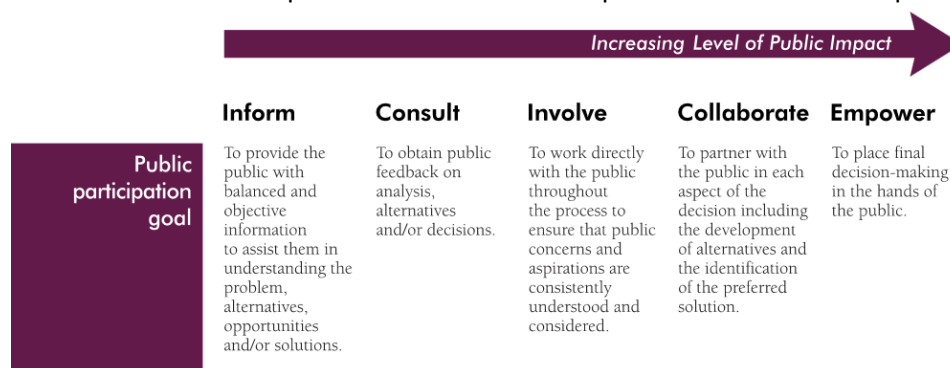 Increasing Level of Public Impact
Inform
Consult
Involve
Collaborate
Empower
Public
participation
goal
To provide the
public with
balanced and
objective
information
to assist them in
understanding the
problem,
alternatives,
opportunities
and/or solutions.
To obtain public
feedback on
analysis,
alternatives
and/or decisions.
To work directly
with the public
throughout
the process to
ensure that public
concerns and
aspirations are
consistently
understood and
considered.
To partner with
the public in each
aspect of the
decision including
the development
of alternatives and
the identification
of the preferred
solution.
To place final
decision-making
in the hands of
the public.